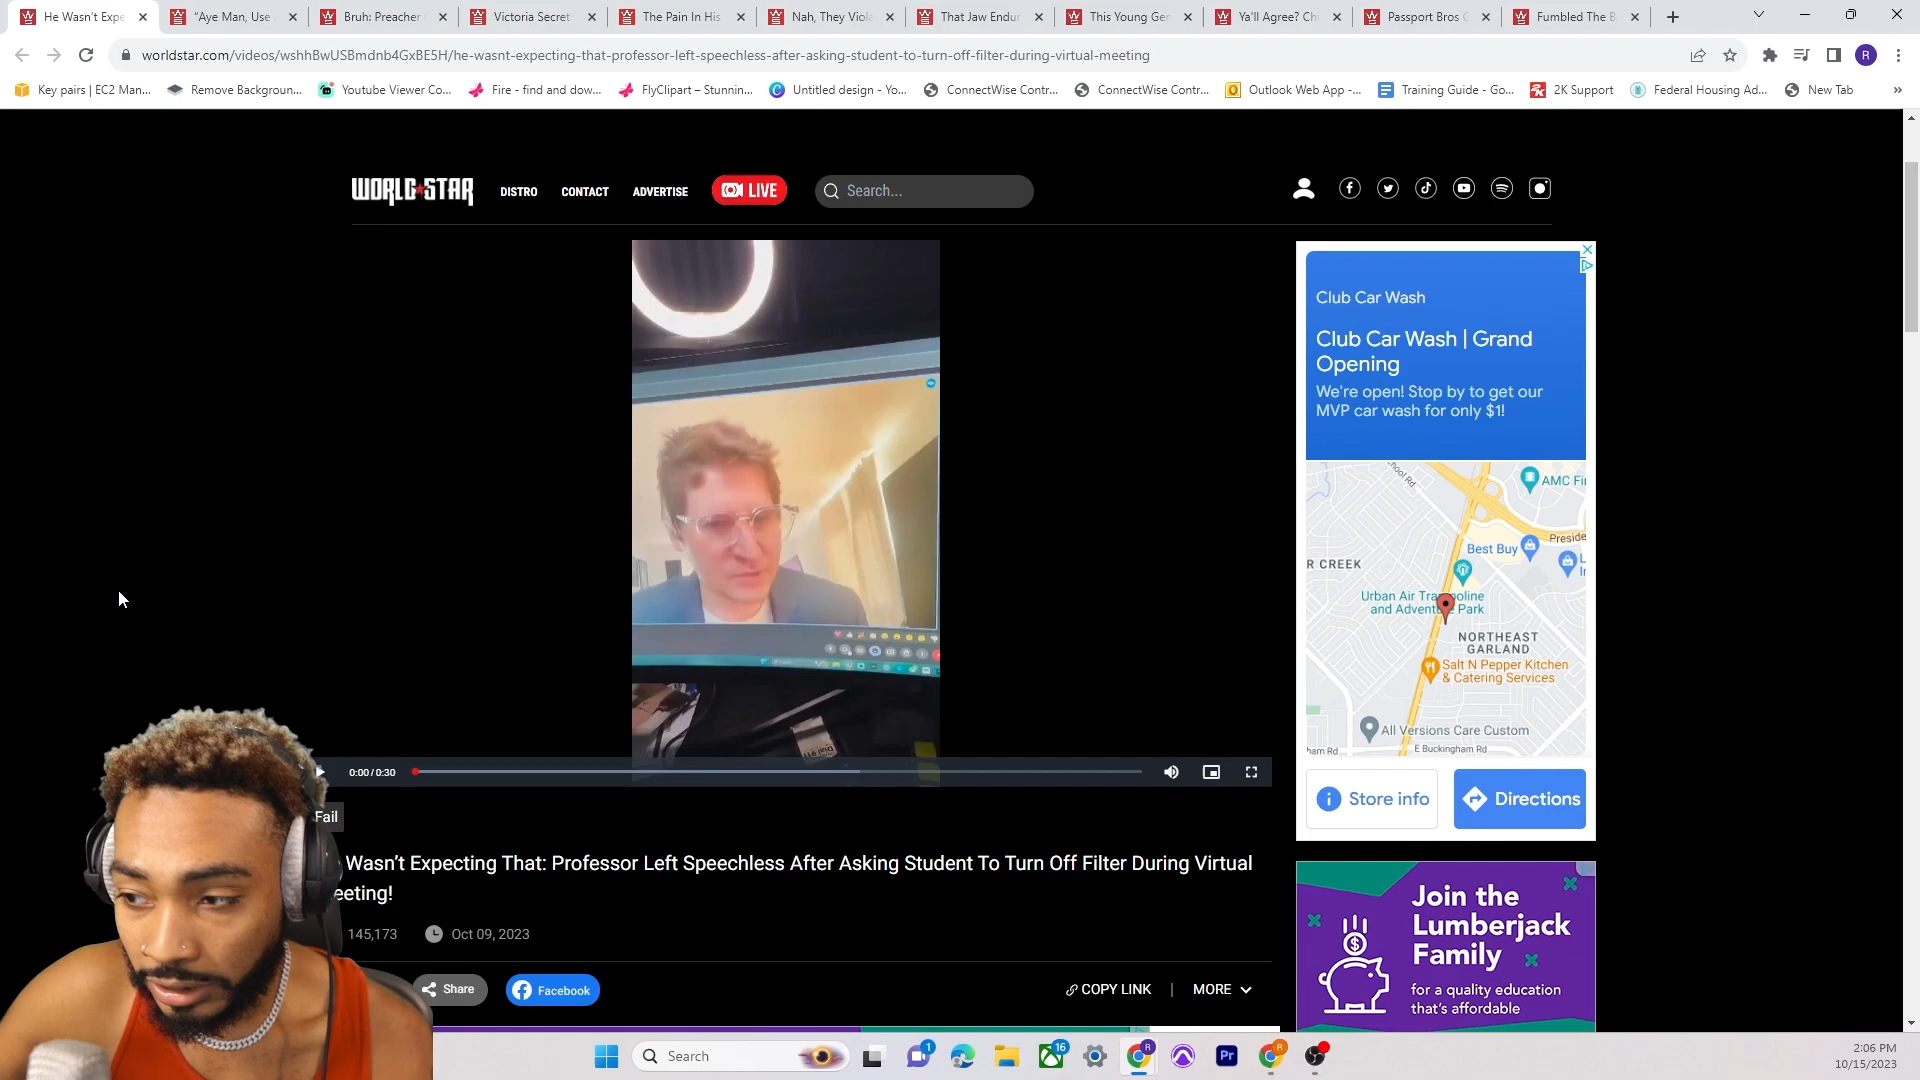 He Wasn't Expe
"Aye Man, Use
Bruh: Preacher
Victoria Secret
The Pain In His
Nah, They Viola
That Jaw Endur
This Young Ger
Ya'll Agree? Ch
Passport Bros C
Fumbled The B
worldstar.com/videos/wshhBwUSBmdnb4GxBE5H/he-wasnt-expecting-that-professor-left-speechless-after-asking-student-to-turn-off-filter-during-virtual-meeting
R
Key pairs | EC2 Man...
Remove Backgroun...
Youtube Viewer Co...
Fire - find and dow...
FlyClipart – Stunnin...
Untitled design - Yo...
ConnectWise Contr...
ConnectWise Contr...
Outlook Web App -...
Training Guide - Go...
2K Support
Federal Housing Ad...
New Tab
WORLD STAR
DISTRO
CONTACT
ADVERTISE
LIVE
Search...
Club Car Wash
Club Car Wash | Grand
Opening
We're open! Stop by to get our
MVP car wash for only $1!
AMC Fi
Preside
Best Buy
R CREEK
Urban Air Trampoline
and Adventure Park
NORTHEAST
GARLAND
Salt N Pepper Kitchen
& Catering Services
All Versions Care Custom
ham Rd
E Buckingham Rd
Store info
Directions
0:00 / 0:30
Fail
Wasn't Expecting That: Professor Left Speechless After Asking Student To Turn Off Filter During Virtual
eeting!
145,173
Oct 09, 2023
Share
Facebook
COPY LINK
|
MORE
Join the
Lumberjack
Family
for a quality education
that's affordable
Search
1
16
R
Pr
R
2:06 PM
10/15/2023